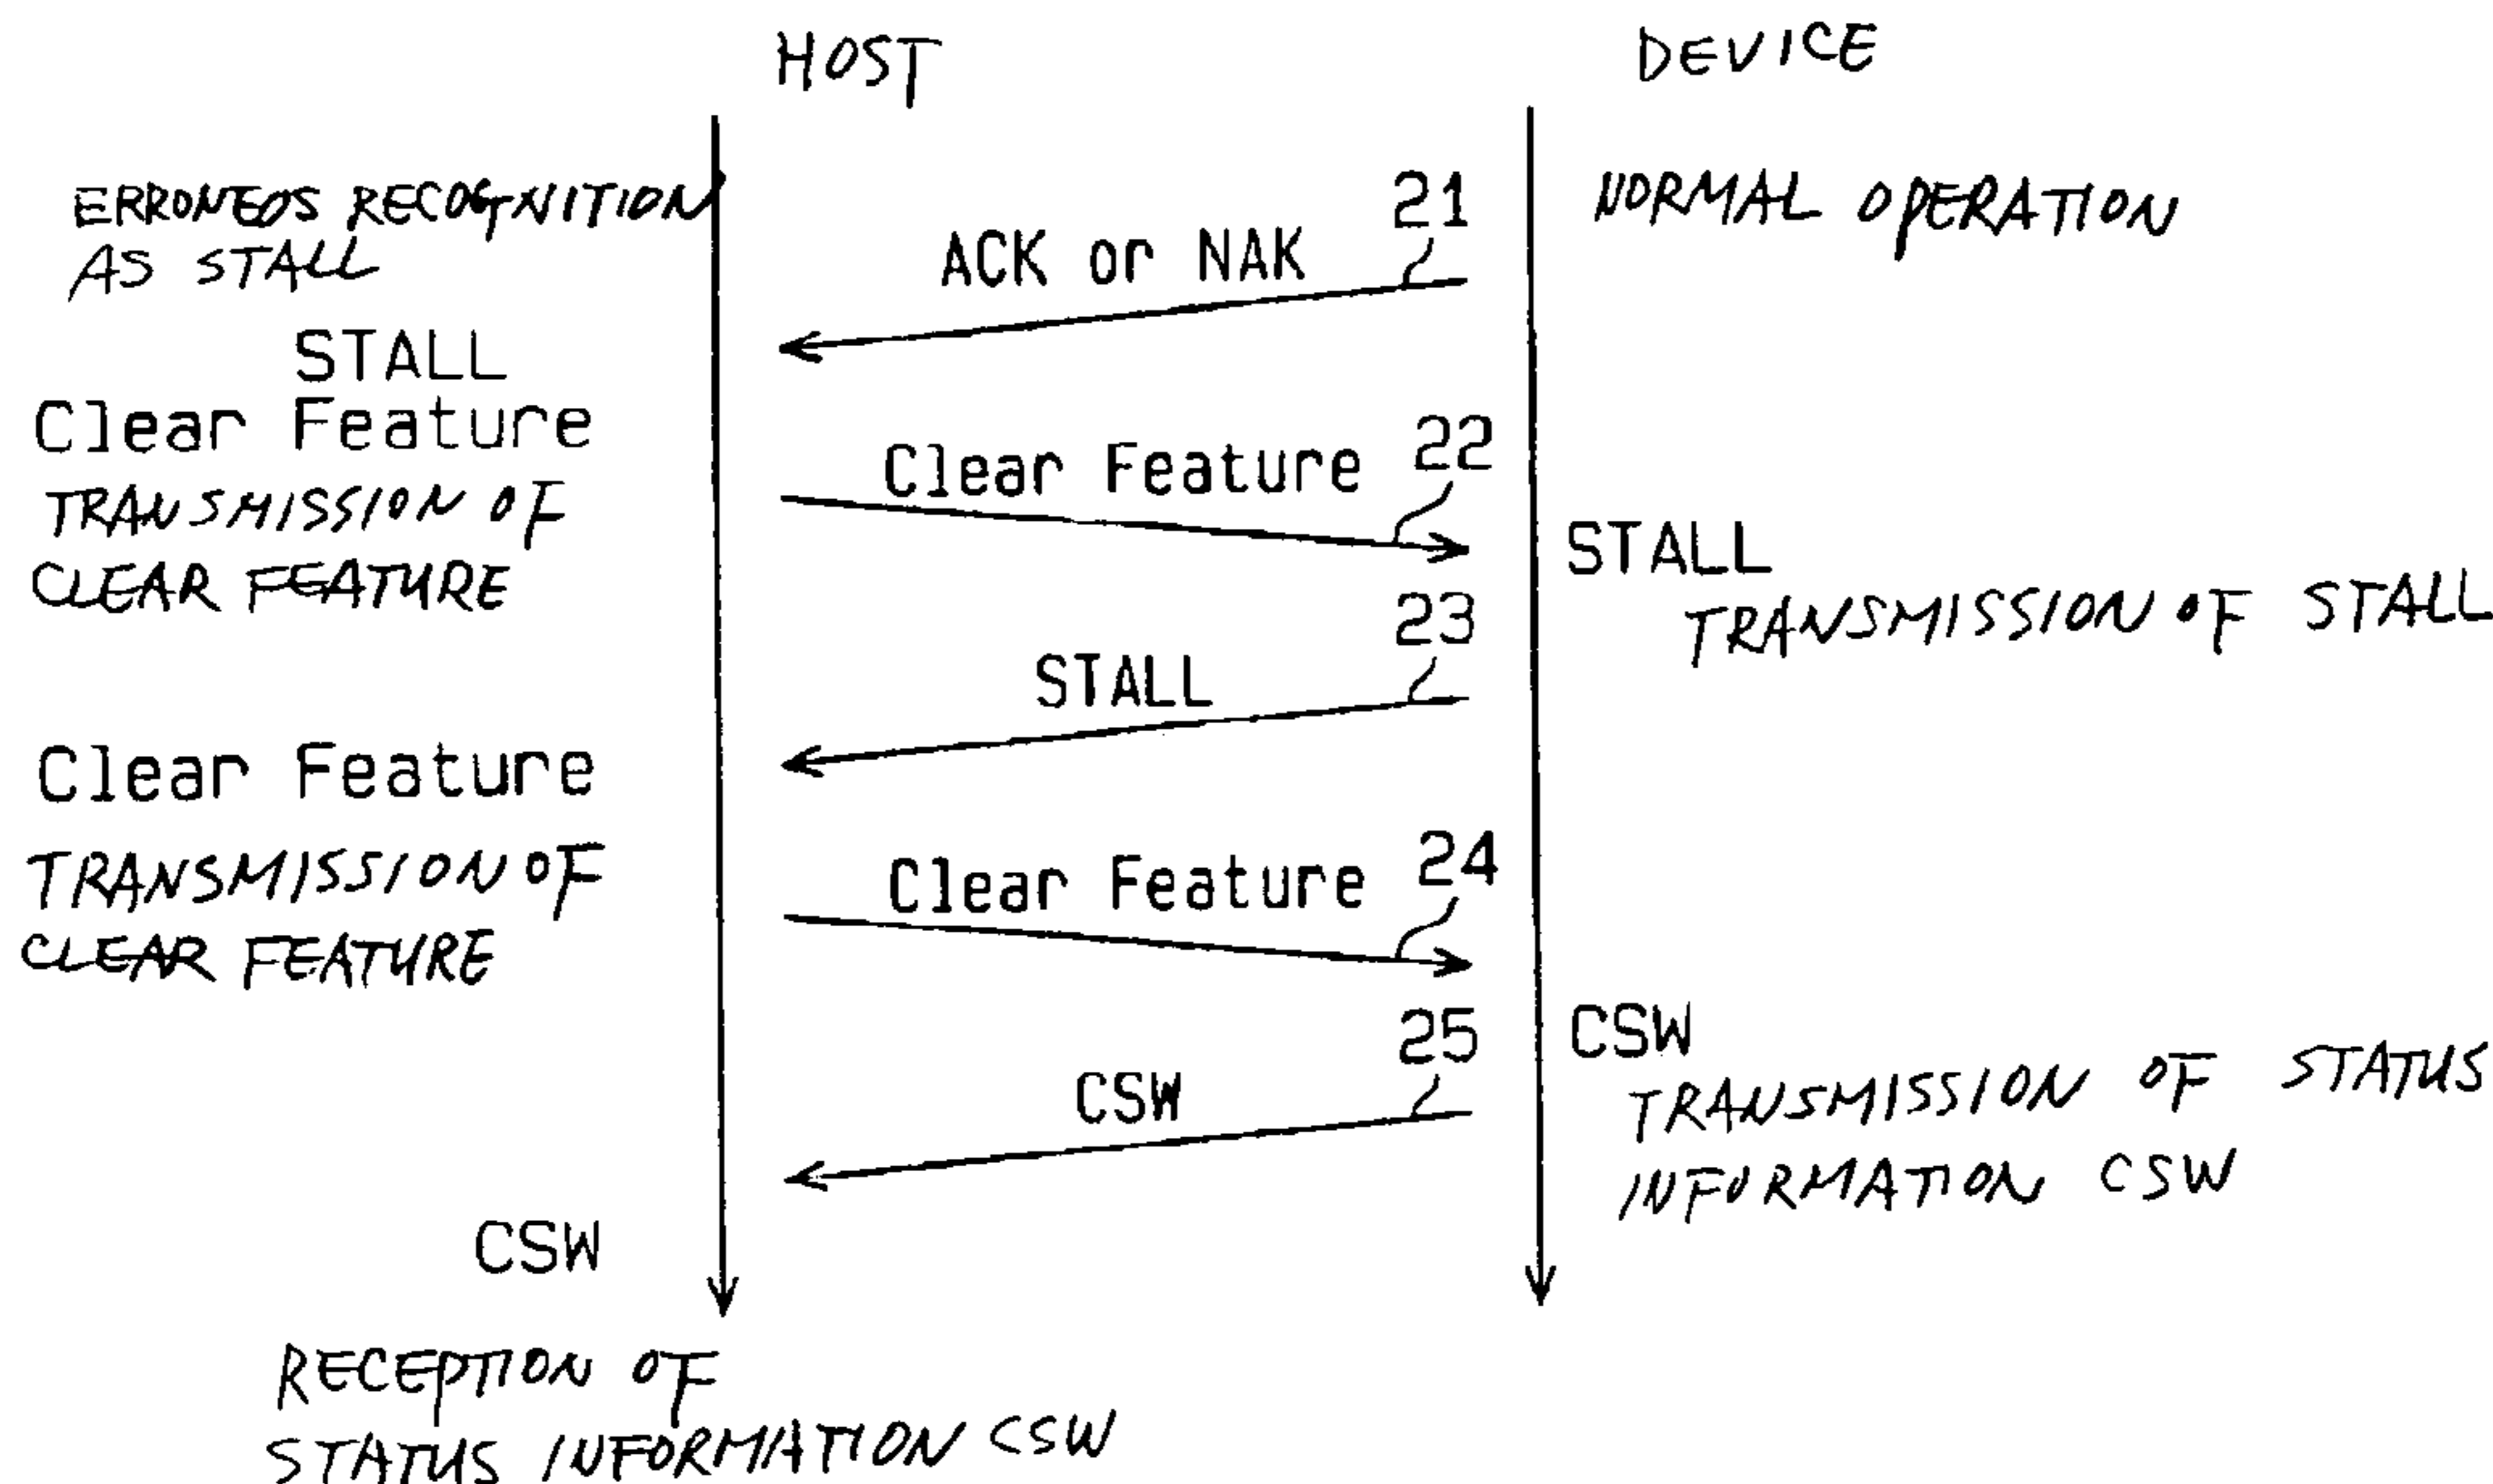 HOST
DEVICE
ERRONEOS RECOGNITION
AS STALL
21
NORMAL OPERATION
ACK or NAK
STALL
Clear Feature
TRANSMISSION OF
CLEAR FEATURE
22
Clear Feature
STALL
TRANSMISSION OF STALL
23
STALL
Clear Feature
TRANSMISSION OF
CLEAR FEATURE
24
Clear Feature
25
CSW
TRANSMISSION OF STATUS
INFORMATION CSW
CSW
CSW
RECEPTION OF
STATUS INFORMATION CSW